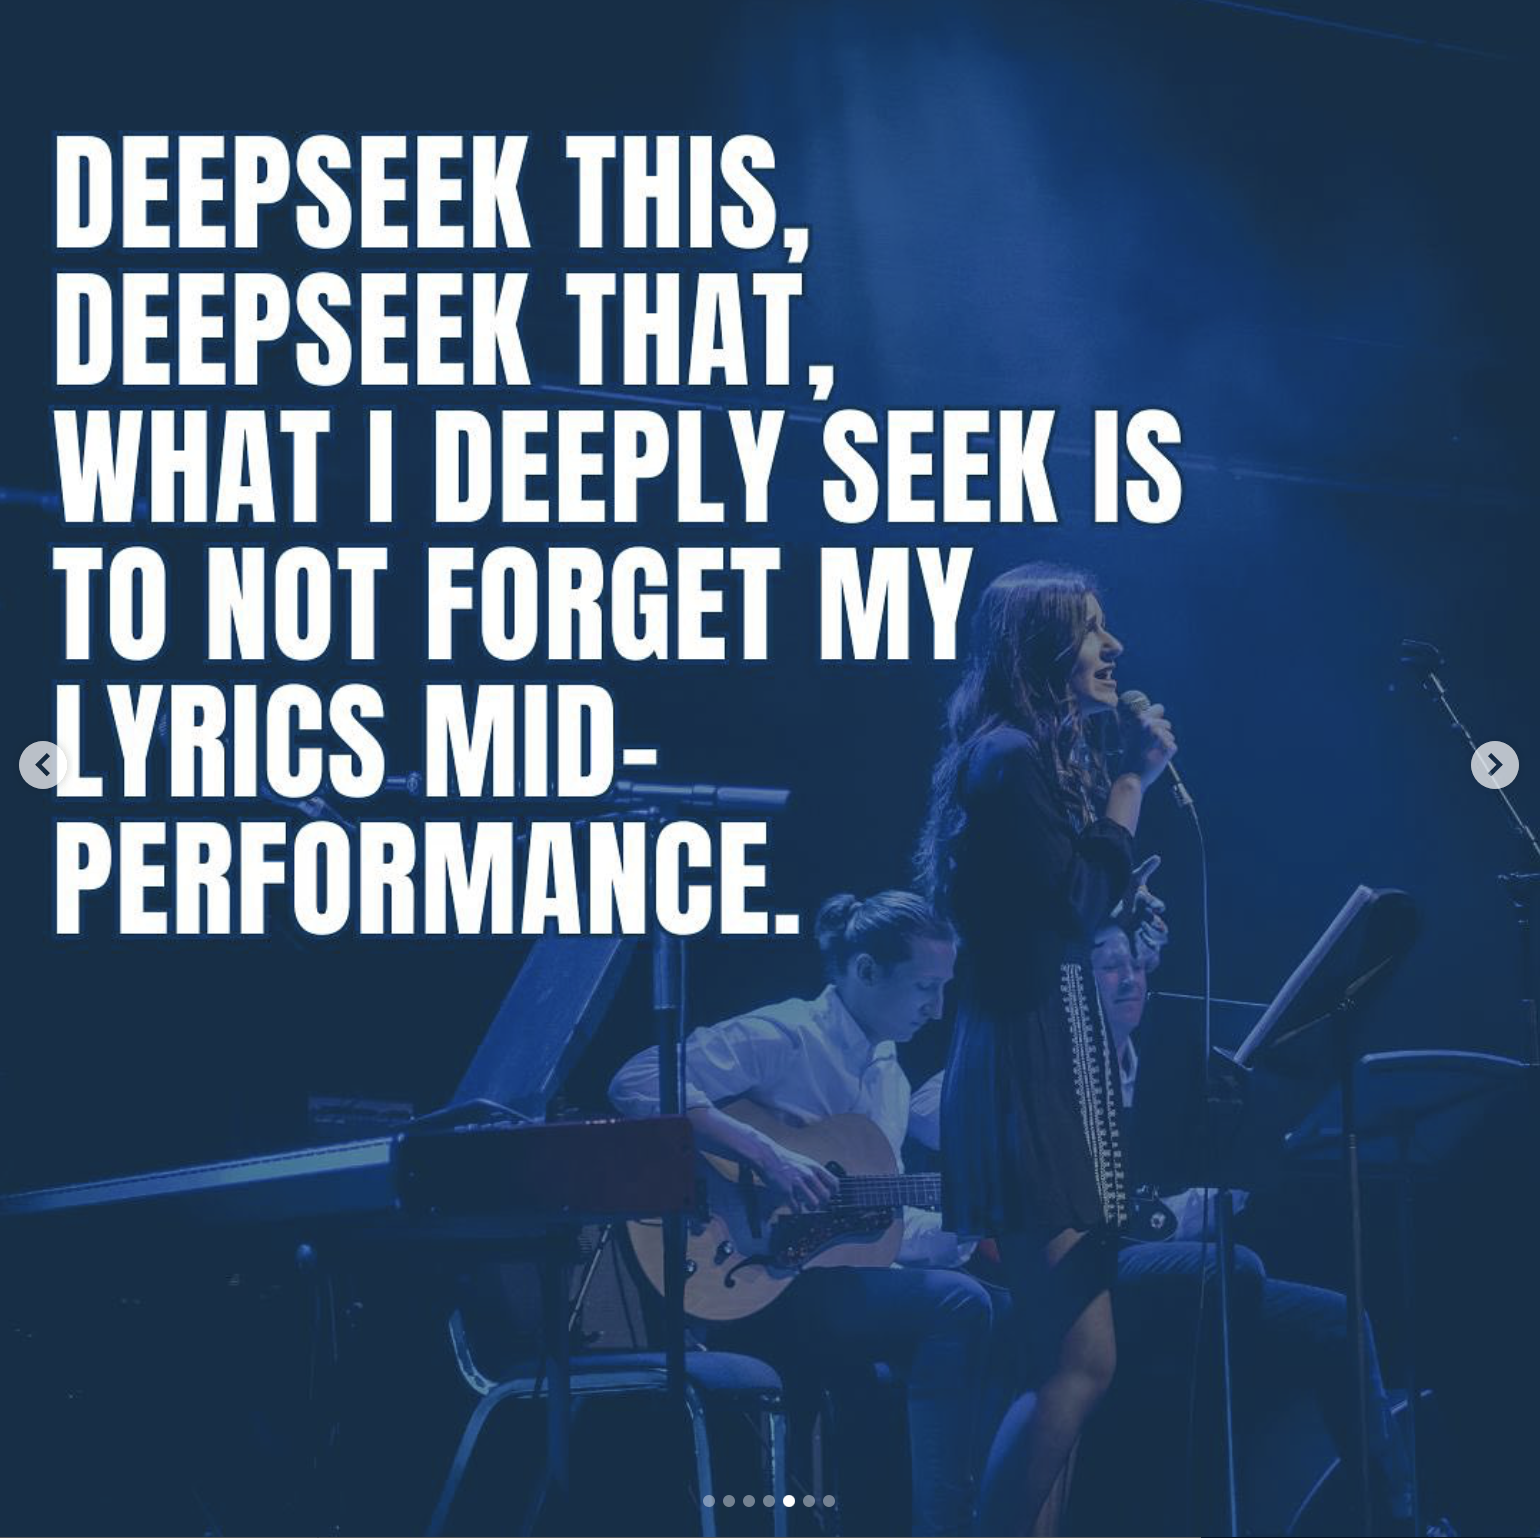 DEEPSEEK THIS,
DEEPSEEK THAT,
WHAT I DEEPLY SEEK IS
TO NOT FORGET MY
LYRICS MID-
PERFORMANCE.